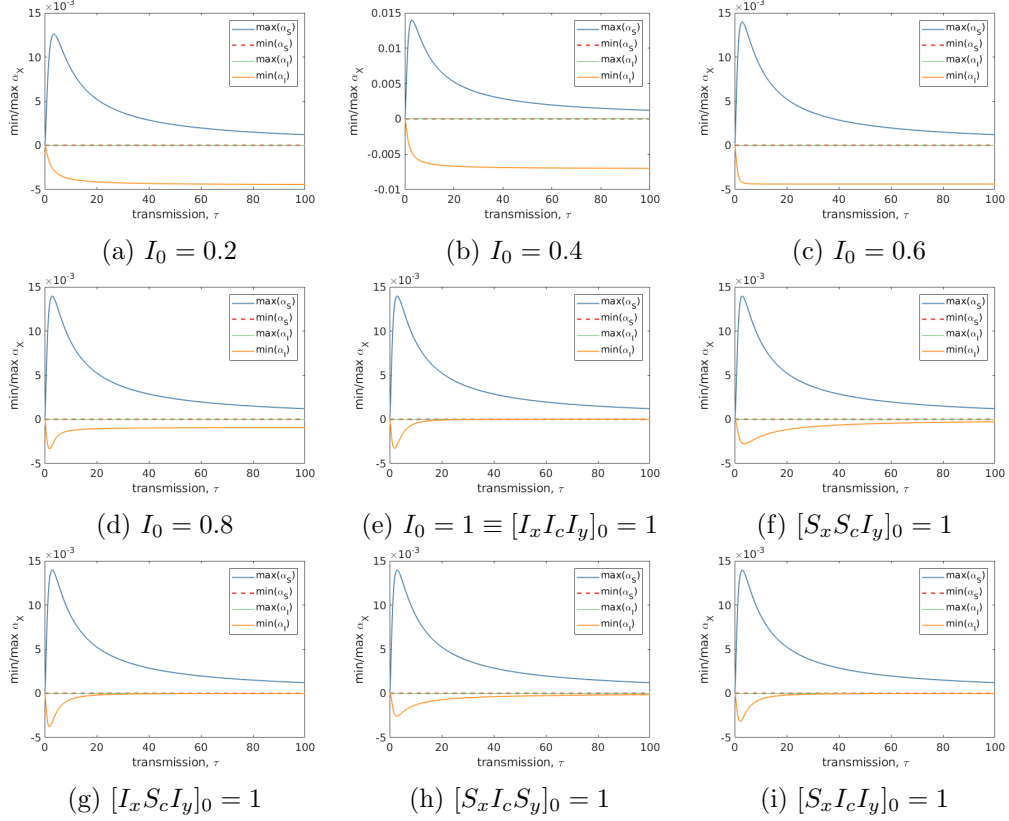 ×10⁻³
15
10
5
0
-5
min/max α_X
max(α_S)
min(α_S)
max(α_I)
min(α_I)
0 20 40 60 80 100
transmission, τ
(a) I₀ = 0.2
0.015
0.01
0.005
0
-0.005
-0.01
min/max α_X
max(α_S)
min(α_S)
max(α_I)
min(α_I)
0 20 40 60 80 100
transmission, τ
(b) I₀ = 0.4
×10⁻³
15
10
5
0
-5
min/max α_X
max(α_S)
min(α_S)
max(α_I)
min(α_I)
0 20 40 60 80 100
transmission, τ
(c) I₀ = 0.6
×10⁻³
15
10
5
0
-5
min/max α_X
max(α_S)
min(α_S)
max(α_I)
min(α_I)
0 20 40 60 80 100
transmission, τ
(d) I₀ = 0.8
×10⁻³
15
10
5
0
-5
min/max α_X
max(α_S)
min(α_S)
max(α_I)
min(α_I)
0 20 40 60 80 100
transmission, τ
(e) I₀ = 1 ≡ [I_xI_cI_y]₀ = 1
×10⁻³
15
10
5
0
-5
min/max α_X
max(α_S)
min(α_S)
max(α_I)
min(α_I)
0 20 40 60 80 100
transmission, τ
(f) [S_xS_cI_y]₀ = 1
×10⁻³
15
10
5
0
-5
min/max α_X
max(α_S)
min(α_S)
max(α_I)
min(α_I)
0 20 40 60 80 100
transmission, τ
(g) [I_xS_cI_y]₀ = 1
×10⁻³
15
10
5
0
-5
min/max α_X
max(α_S)
min(α_S)
max(α_I)
min(α_I)
0 20 40 60 80 100
transmission, τ
(h) [S_xI_cS_y]₀ = 1
×10⁻³
15
10
5
0
-5
min/max α_X
max(α_S)
min(α_S)
max(α_I)
min(α_I)
0 20 40 60 80 100
transmission, τ
(i) [S_xI_cI_y]₀ = 1